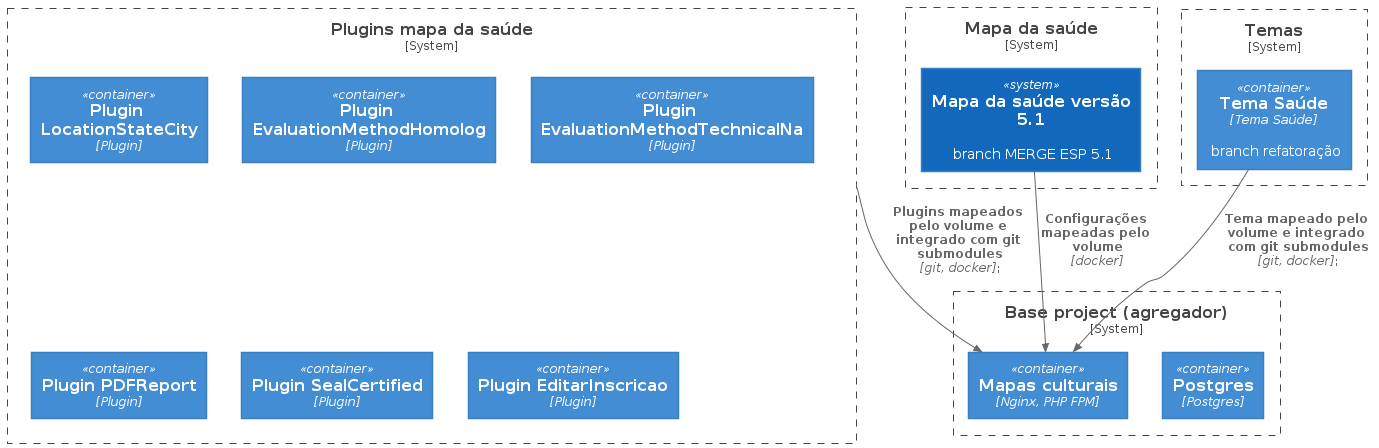 Plugins mapa da saúde
[System]
«container»
Plugin
LocationStateCity
[Plugin]
«container»
Plugin
EvaluationMethodHomolog
[Plugin]
«container»
Plugin
EvaluationMethodTechnicalNa
[Plugin]
«container»
Plugin PDFReport
[Plugin]
«container»
Plugin SealCertified
[Plugin]
«container»
Plugin EditarInscricao
[Plugin]
Mapa da saúde
[System]
«system»
Mapa da saúde versão
5.1
branch MERGE ESP 5.1
Temas
[System]
«container»
Tema Saúde
[Tema Saúde]
branch refatoração
Plugins mapeados
pelo volume e
integrado com git
submodules
[git, docker];
Configurações
mapeadas pelo
volume
[docker]
Tema mapeado pelo
volume e integrado
com git submodules
[git, docker];
Base project (agregador)
[System]
«container»
Mapas culturais
[Nginx, PHP FPM]
«container»
Postgres
[Postgres]